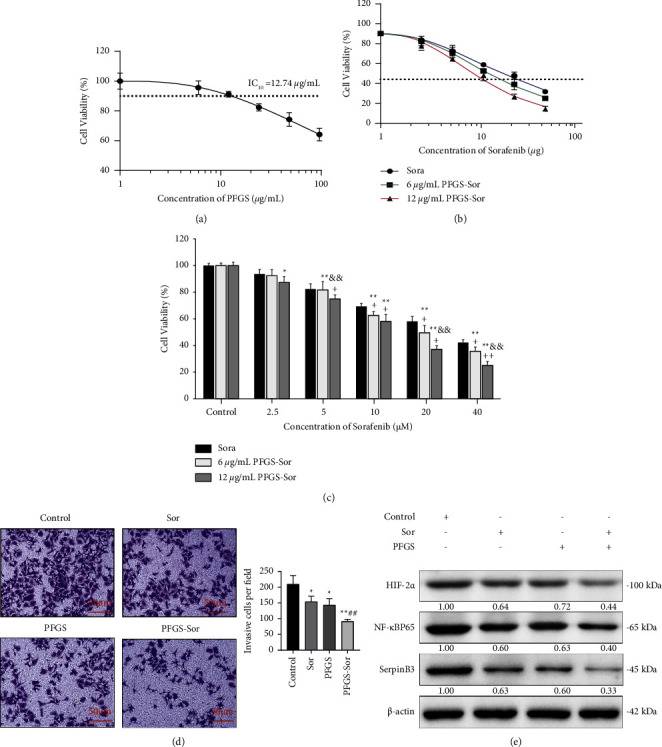 120
100
80
60
40
Cell Viability (%)
IC₁₀ =12.74 µg/mL
1
10
100
Concentration of PFGS (µg/mL)
(a)
120
100
80
60
40
20
0
Cell Viability (%)
1
10
100
Concentration of Sorafenib (µg)
Sora
6 µg/mL PFGS-Sor
12 µg/mL PFGS-Sor
(b)
120
100
80
60
40
20
0
Cell Viability (%)
*
**&&
+
**
+
**
+
**
+
**&&
+
**
+
**&&
++
Control
2.5
5
10
20
40
Concentration of Sorafenib (µM)
Sora
6 µg/mL PFGS-Sor
12 µg/mL PFGS-Sor
(c)
Control
Sor
PFGS
PFGS-Sor
250
200
150
100
50
0
Invasive cells per field
*
*
**##
Control
Sor
PFGS
PFGS-Sor
(d)
Control + - - -
Sor - + - +
PFGS - - + +
HIF-2α -100 kDa
1.00 0.64 0.72 0.44
NF-κBP65 -65 kDa
1.00 0.60 0.63 0.40
SerpinB3 -45 kDa
1.00 0.63 0.60 0.33
β-actin -42 kDa
(e)